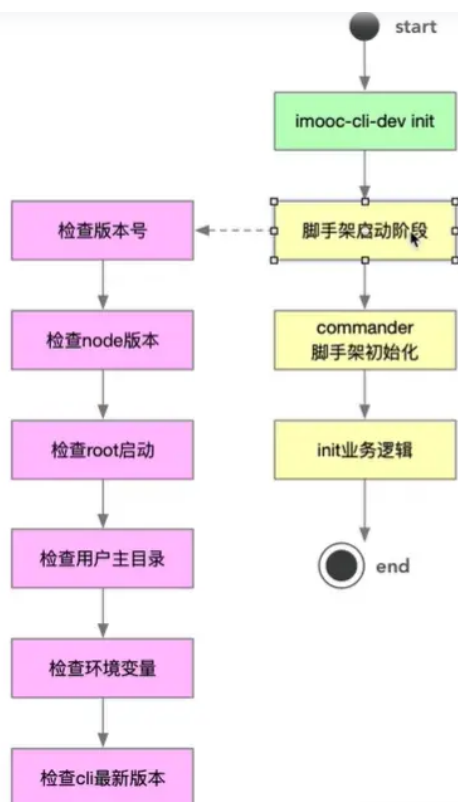 start
imooc-cli-dev init
检查版本号
脚手架启动阶段
检查node版本
commander
脚手架初始化
检查root启动
init业务逻辑
检查用户主目录
end
检查环境变量
检查cli最新版本